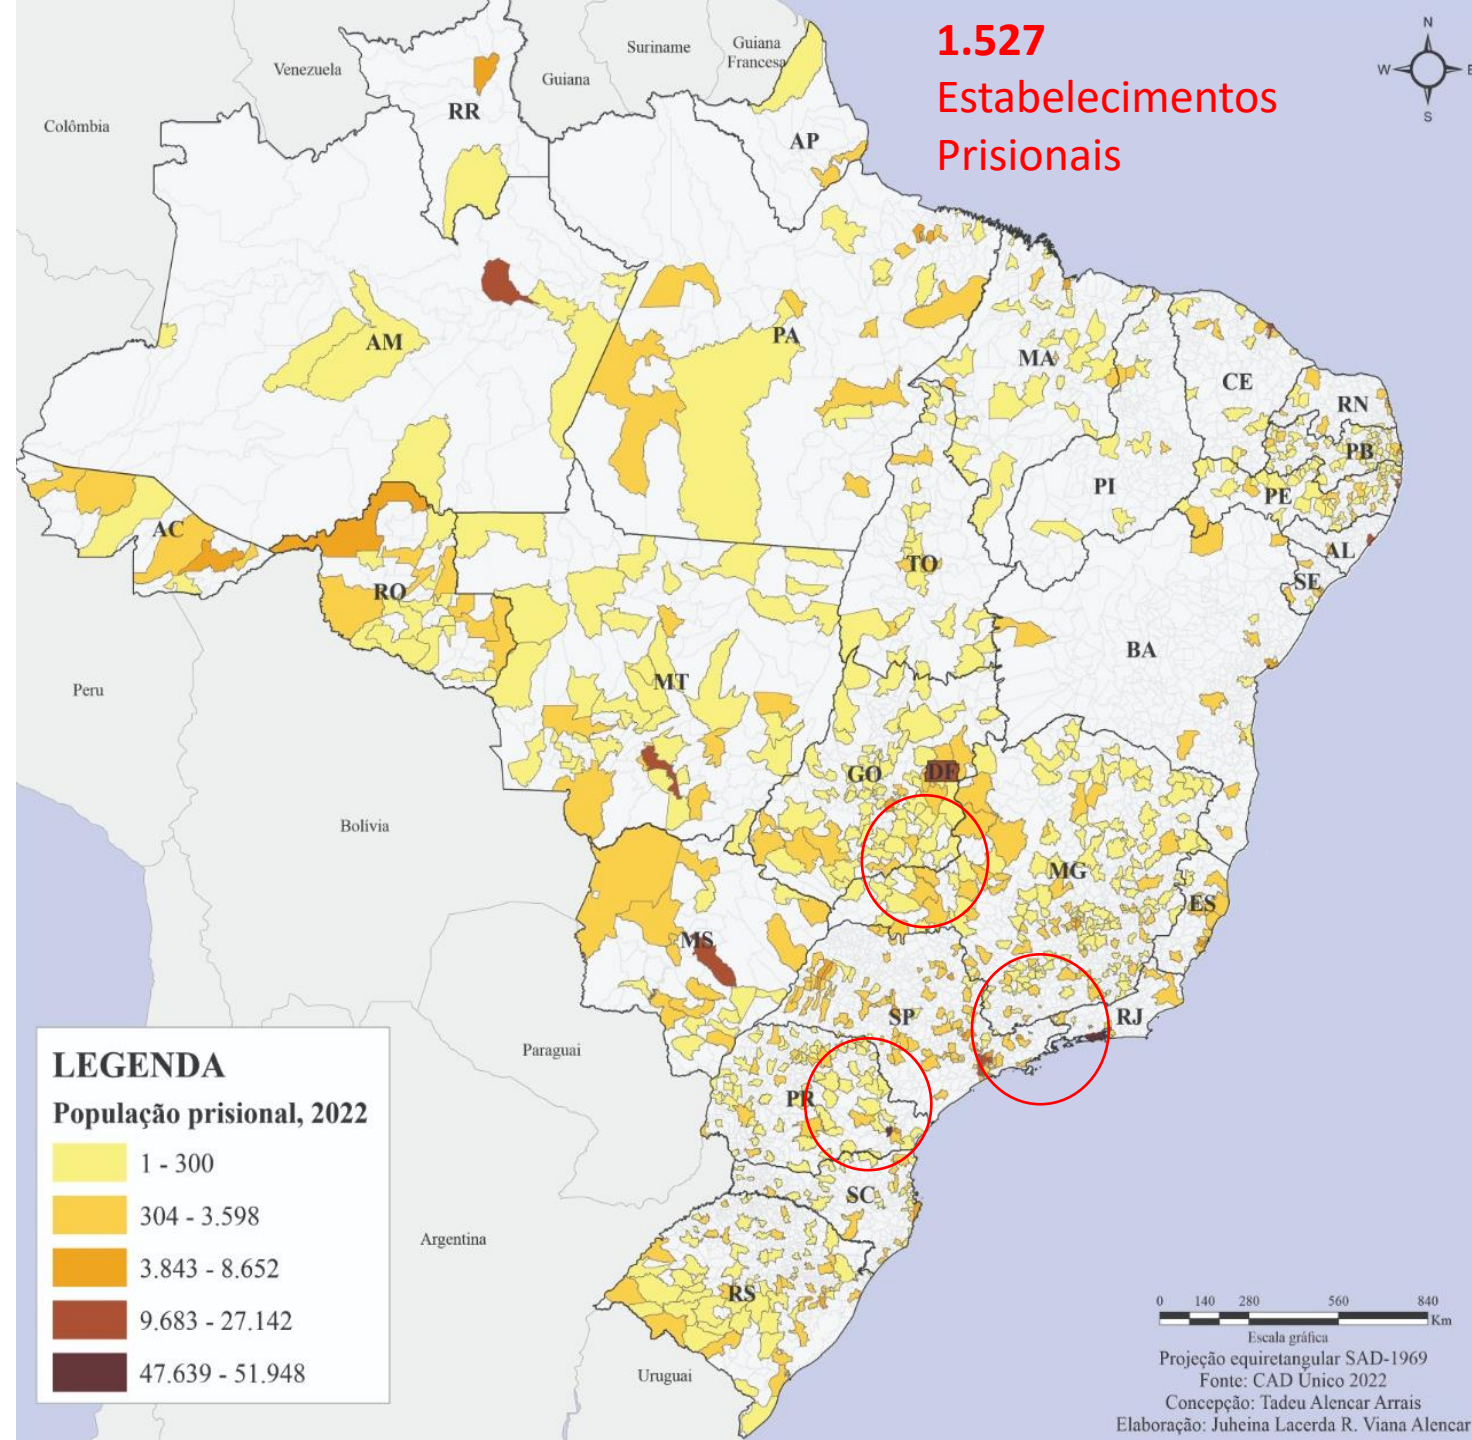 1.527
Estabelecimentos
Prisionais
N
W
E
S
Suriname
Guiana
Francesa
Venezuela
Guiana
Colômbia
RR
AP
AM
PA
MA
CE
RN
PB
PI
PE
AC
AL
TO
SE
RO
BA
Peru
MT
GO
DF
Bolívia
MG
ES
MS
SP
RJ
Paraguai
PR
SC
Argentina
RS
Uruguai
LEGENDA
População prisional, 2022
1 - 300
304 - 3.598
3.843 - 8.652
9.683 - 27.142
47.639 - 51.948
0 140 280 560 840
Km
Escala gráfica
Projeção equiretangular SAD-1969
Fonte: CAD Único 2022
Concepção: Tadeu Alencar Arrais
Elaboração: Juheina Lacerda R. Viana Alencar